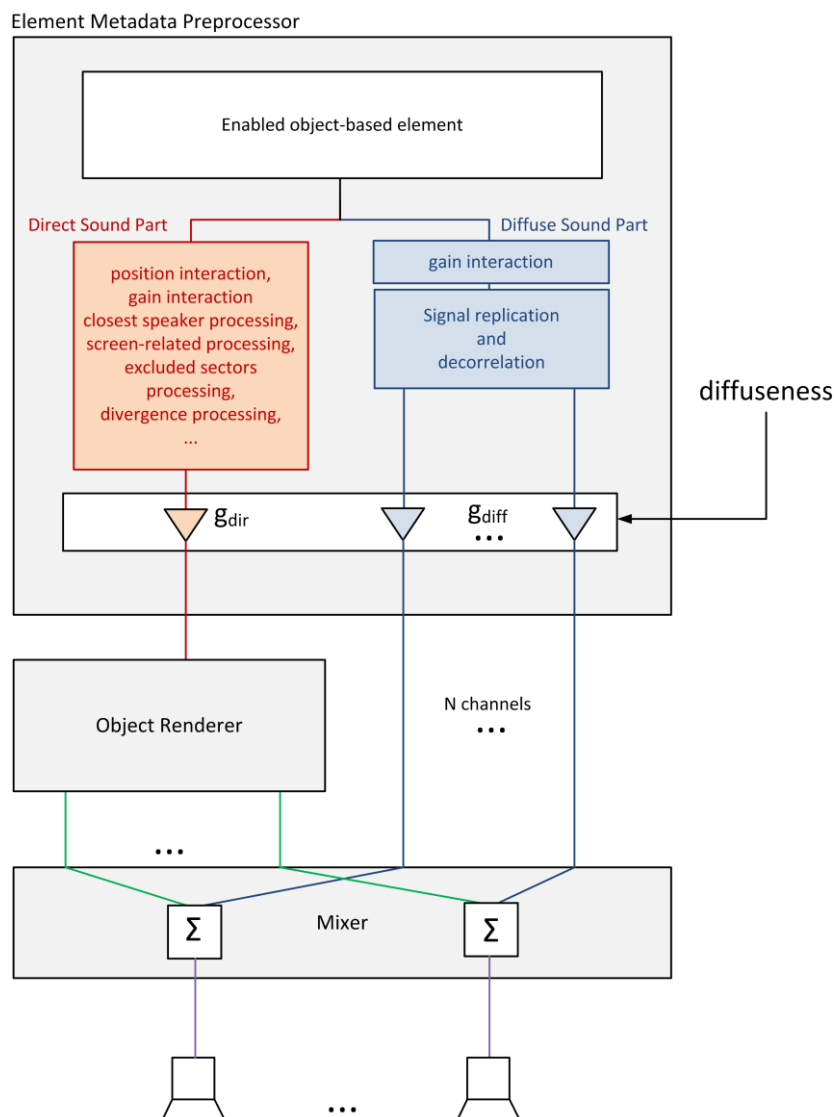 Element Metadata Preprocessor
Enabled object-based element
Direct Sound Part
Diffuse Sound Part
position interaction,
gain interaction
closest speaker processing,
screen-related processing,
excluded sectors
processing,
divergence processing,
...
gain interaction
Signal replication
and
decorrelation
diffuseness
gdir
gdiff
...
Object Renderer
N channels
...
...
Mixer
Σ
Σ
...